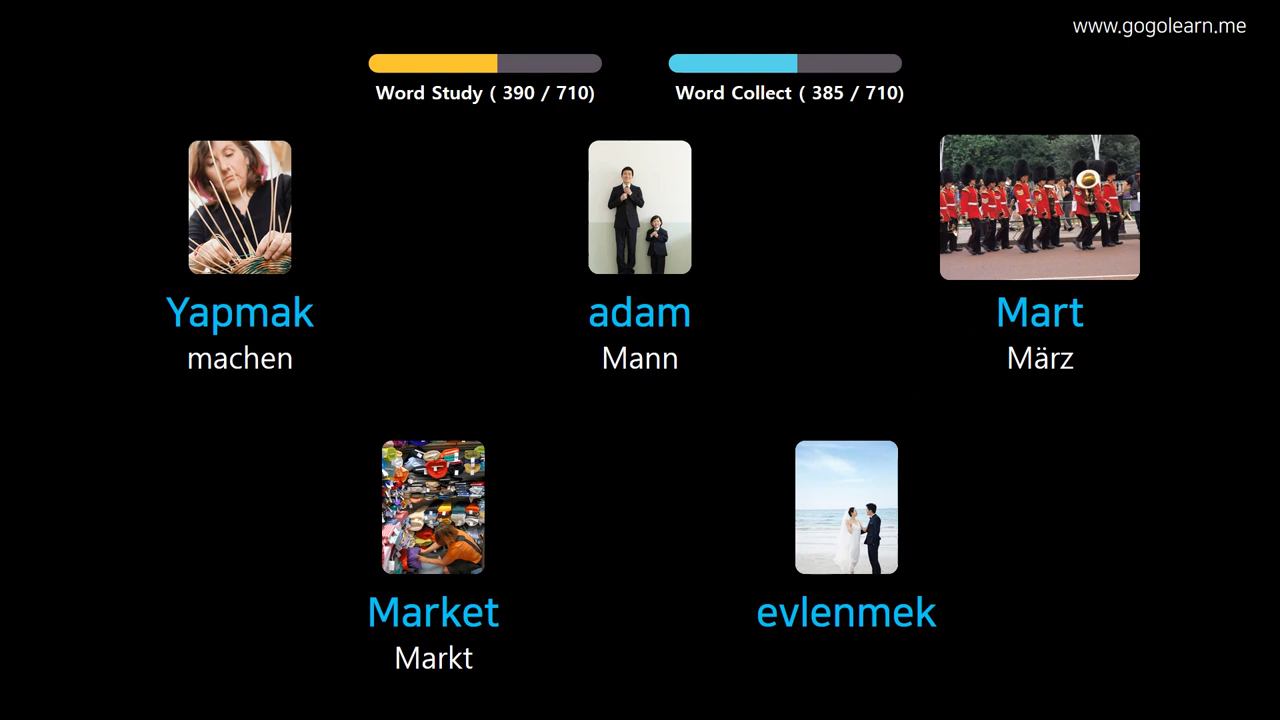 www.gogolearn.me
Word Study ( 390 / 710)
Word Collect ( 385 / 710)
Yapmak
machen
adam
Mann
Mart
März
Market
Markt
evlenmek